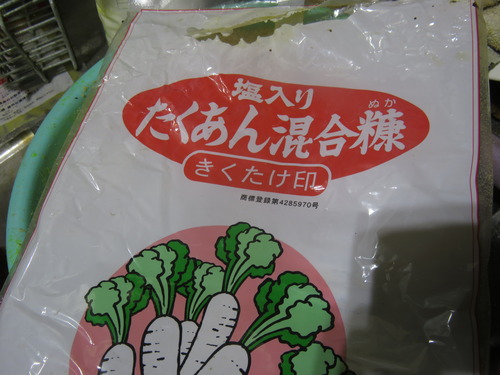 塩入り
たくあん混合糠
ぬか
きくたけ印
商標登録第4285970号